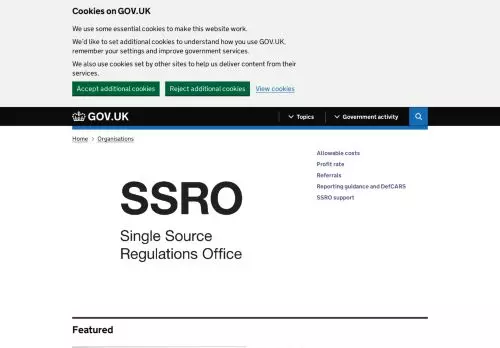 Cookies on GOV.UK
We use some essential cookies to make this website work.
We'd like to set additional cookies to understand how you use GOV.UK,
remember your settings and improve government services.
We also use cookies set by other sites to help us deliver content from their
services.
Accept additional cookies
Reject additional cookies
View cookies
GOV.UK
Topics
Government activity
Home
Organisations
Allowable costs
Profit rate
Referrals
Reporting guidance and DefCARS
SSRO support
SSRO
Single Source
Regulations Office
Featured